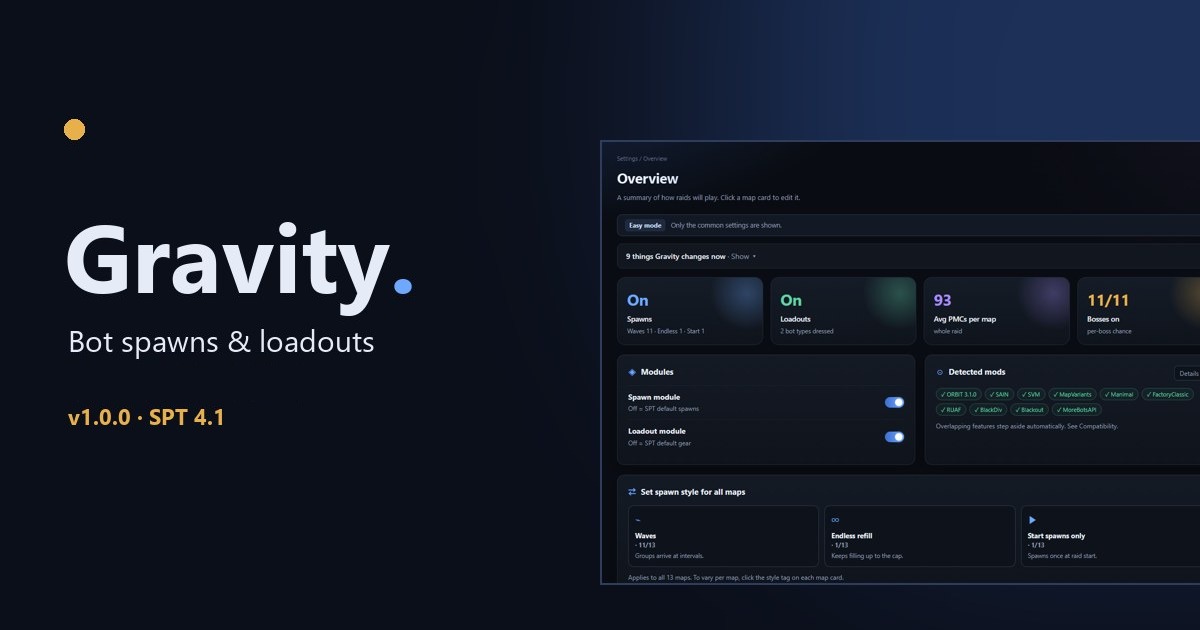 Gravity.
Bot spawns & loadouts
v1.0.0 · SPT 4.1
Settings / Overview
Overview
A summary of how raids will play. Click a map card to edit it.
Easy mode Only the common settings are shown.
9 things Gravity changes now · Show
On
Spawns
Waves 11 · Endless 1 · Start 1
On
Loadouts
2 bot types dressed
93
Avg PMCs per map
whole raid
11/11
Bosses on
per-boss chance
Modules
Spawn module
Off = SPT default spawns
Loadout module
Off = SPT default gear
Detected mods
Details
✓ ORBIT 3.1.0 ✓ SAIN ✓ SVM ✓ MapVariants ✓ Manimal ✓ FactoryClassic
✓ RUAF ✓ BlackDiv ✓ Blackout ✓ MoreBotsAPI
Overlapping features step aside automatically. See Compatibility.
Set spawn style for all maps
Waves
· 11/13
Groups arrive at intervals.
Endless refill
· 1/13
Keeps filling up to the cap.
Start spawns only
· 1/13
Spawns once at raid start.
Applies to all 13 maps. To vary per map, click the style tag on each map card.